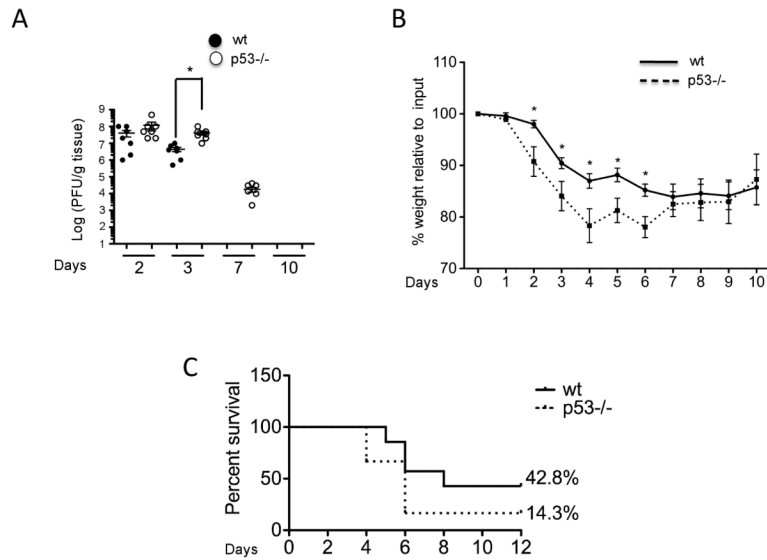 A
wt
p53-/-
*
Log (PFU/g tissue)
9
8
7
6
5
4
3
2
1
Days 2 3 7 10
B
wt
p53-/-
% weight relative to input
110
100
90
80
70
* * * * *
Days 0 1 2 3 4 5 6 7 8 9 10
C
wt
p53-/-
Percent survival
150
100
50
0
42.8%
14.3%
Days 0 2 4 6 8 10 12